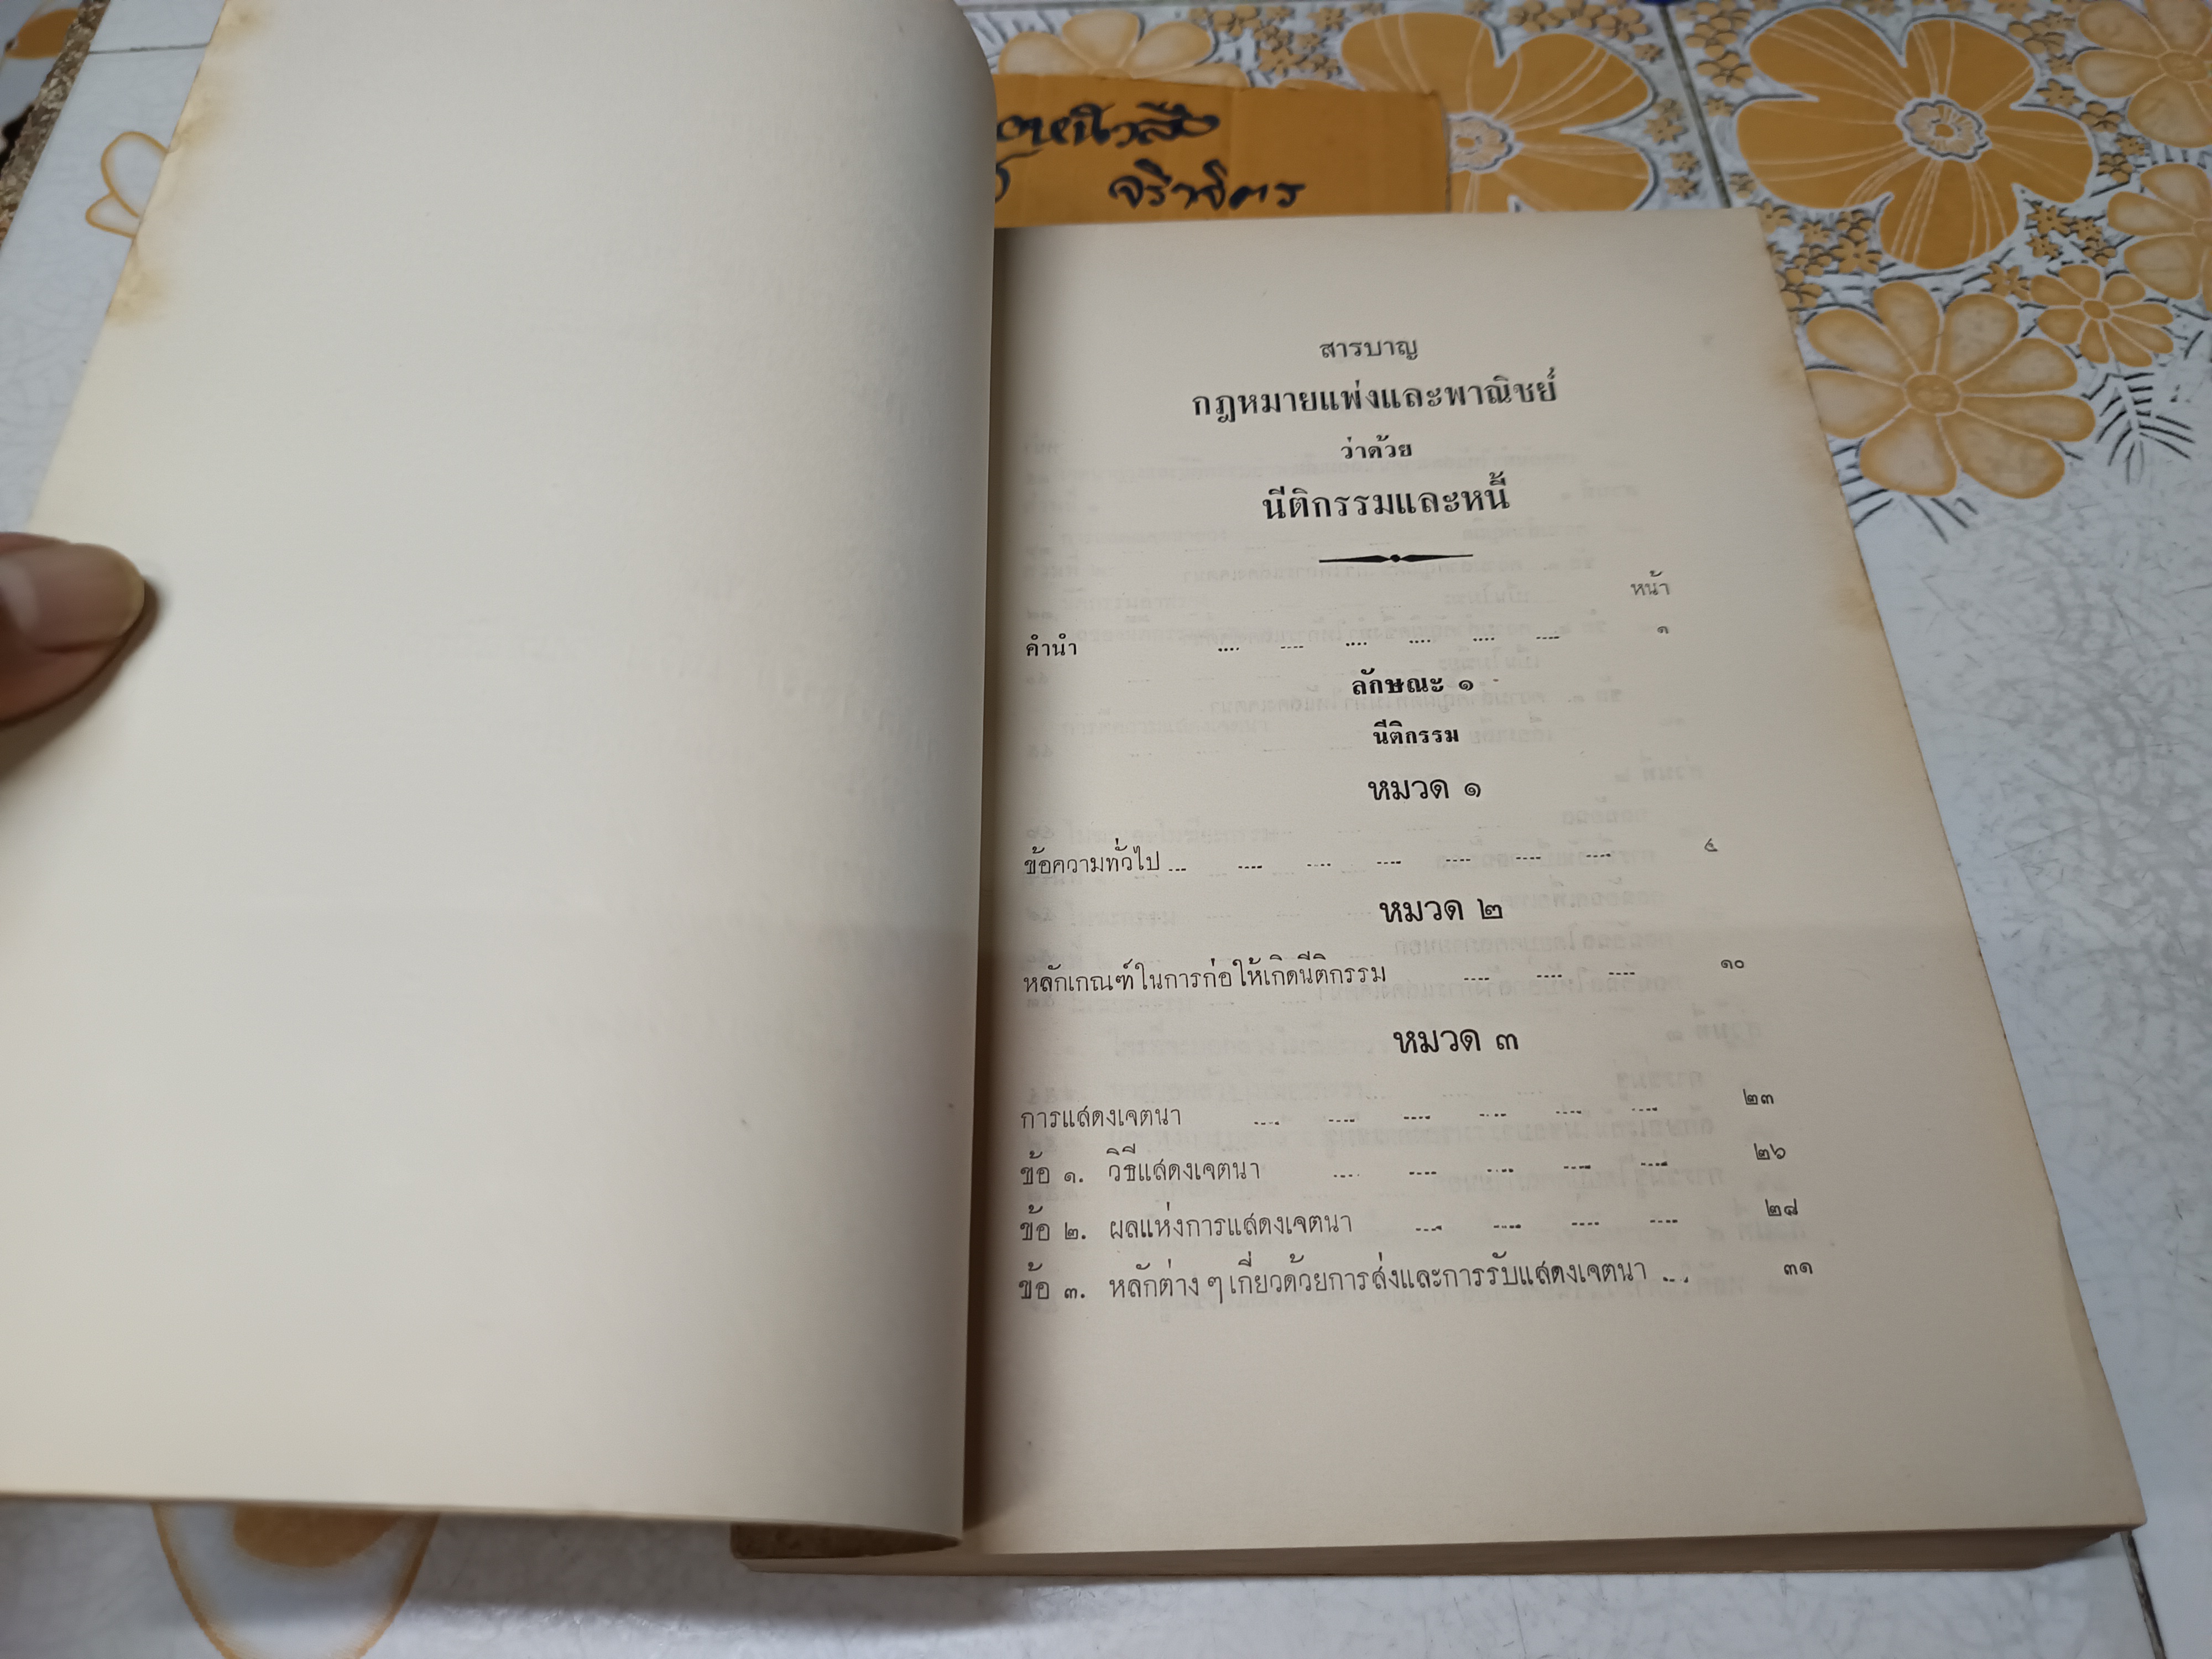 จิราจิตร
สารบาญ
กฎหมายแพ่งและพาณิชย์
ว่าด้วย
นีติกรรมและหนี้
หน้า
คำนำ .... .... .... .... .... .... ๑
ลักษณะ ๑
นีติกรรม
หมวด ๑
ข้อความทั่วไป ... .... .... .... .... .... .... ๔
หมวด ๒
หลักเกณฑ์ในการก่อให้เกิดนีติกรรม .... .... .... ๑๐
หมวด ๓
การแสดงเจตนา .... .... .... .... .... .... ๒๓
ข้อ ๑. วิธีแสดงเจตนา .... .... .... .... .... ๒๖
ข้อ ๒. ผลแห่งการแสดงเจตนา .... .... .... .... ๒๘
ข้อ ๓. หลักต่าง ๆ เกี่ยวด้วยการส่งและการรับแสดงเจตนา .... ๓๑